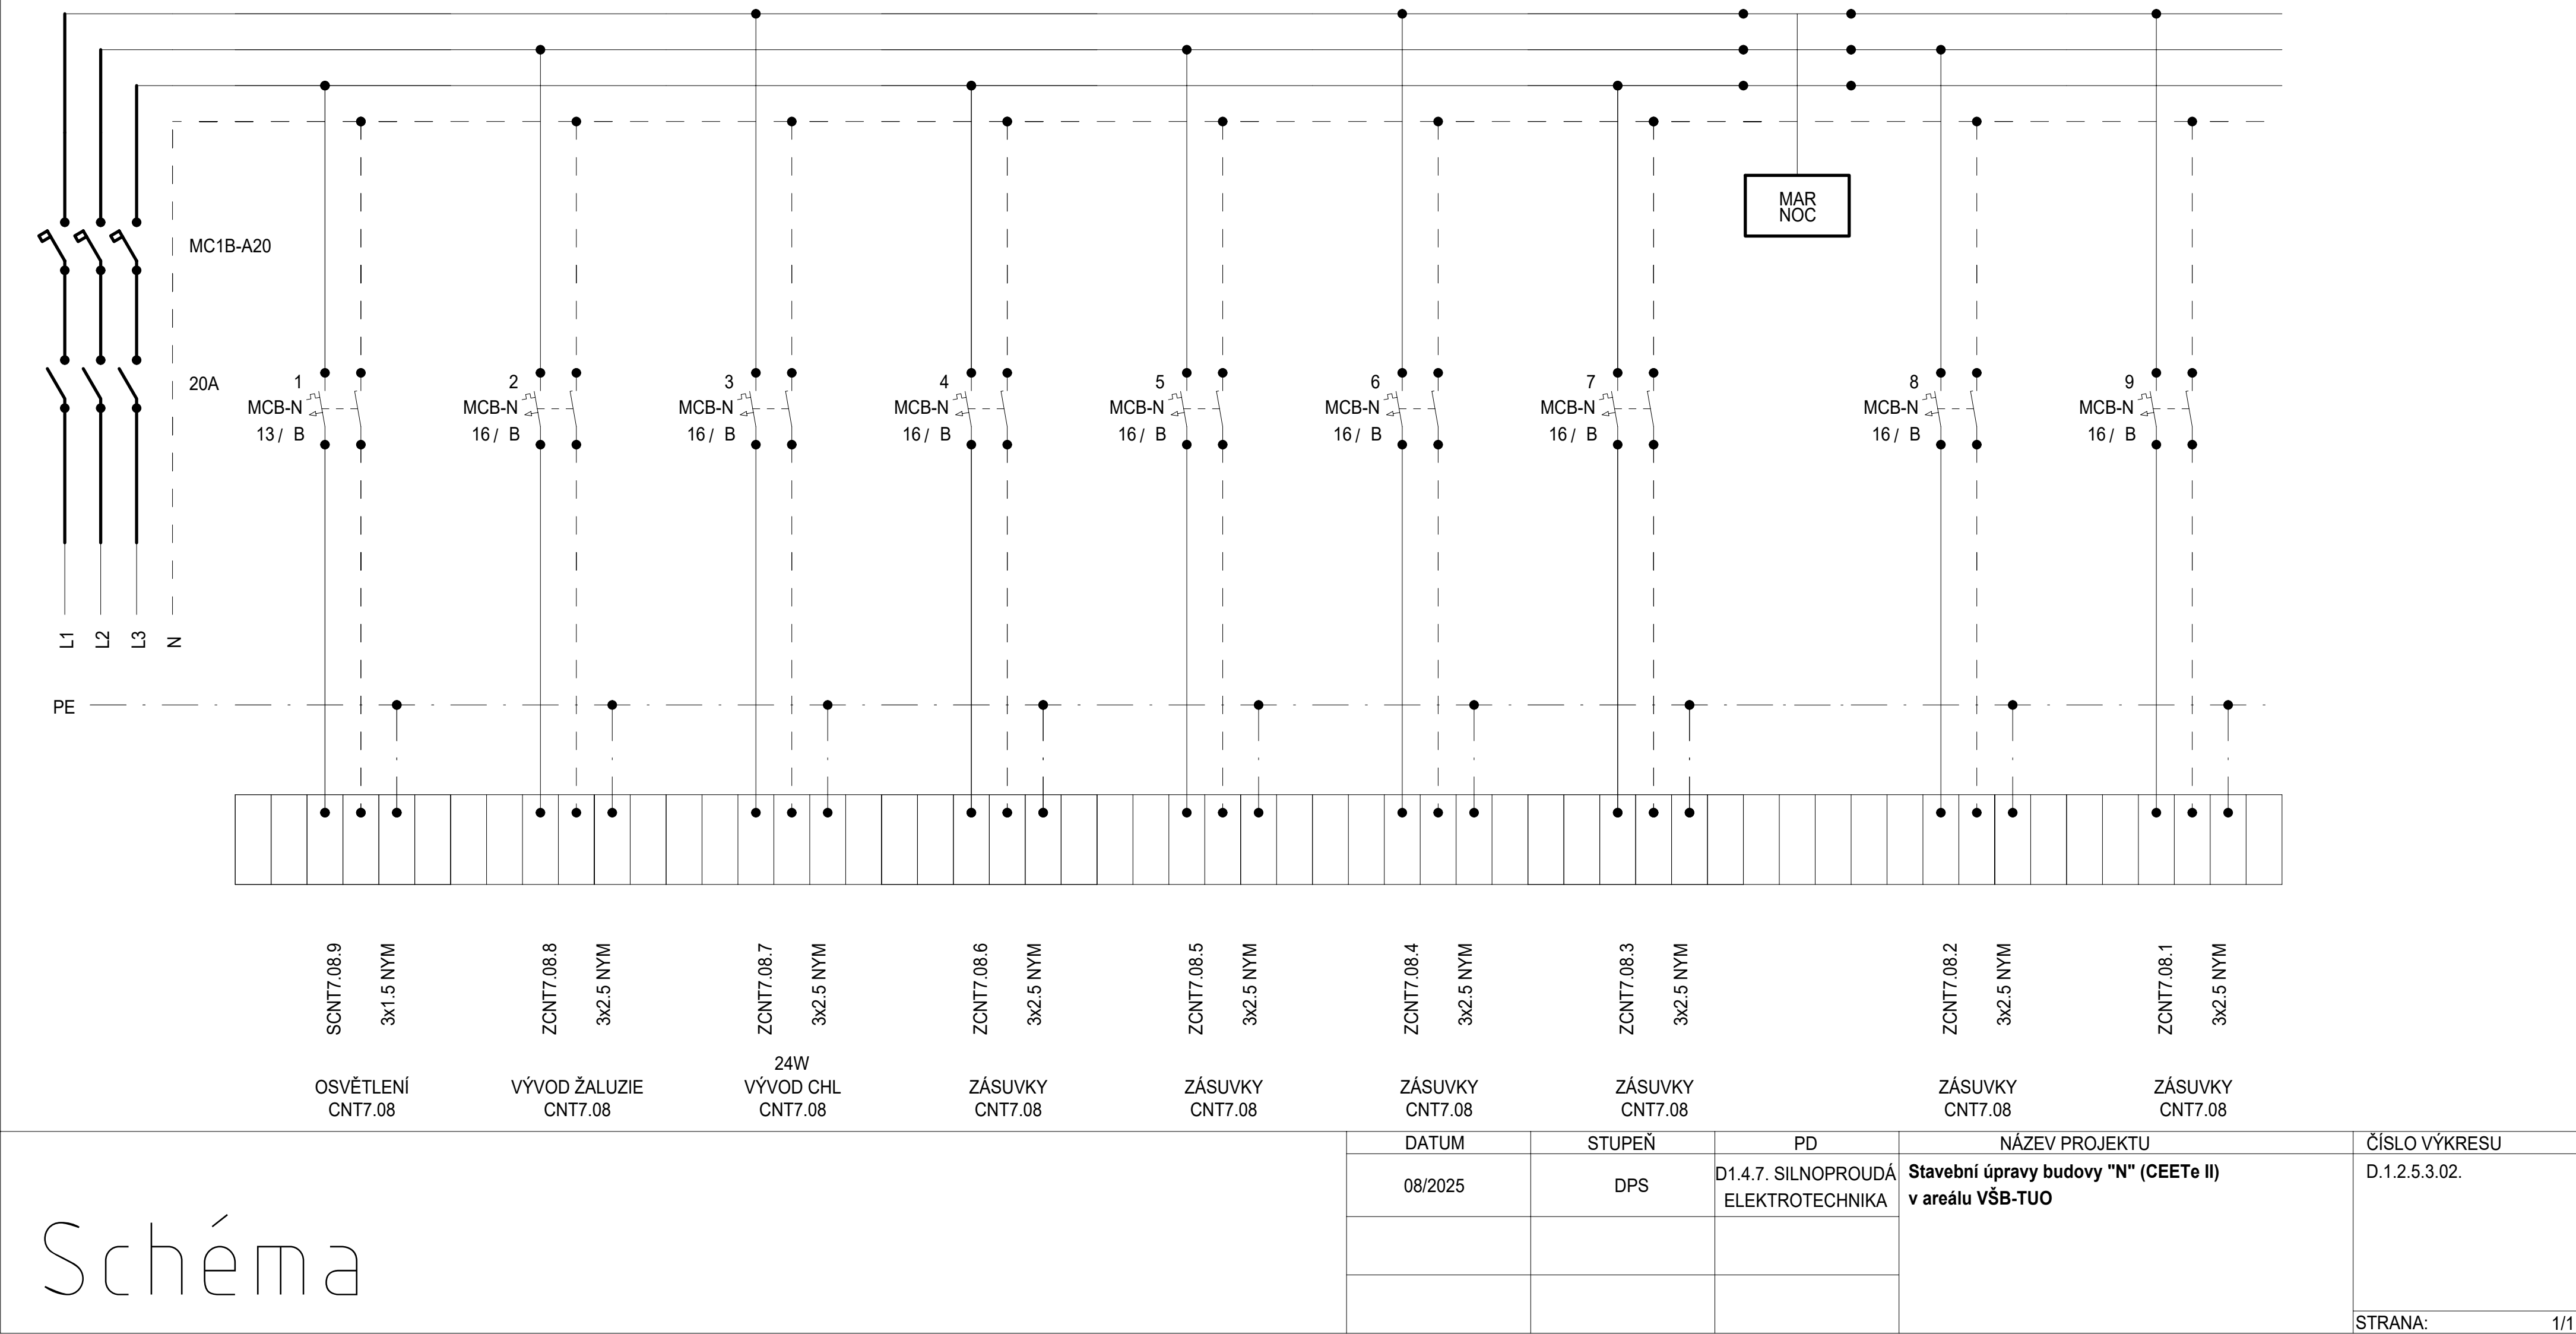 MAR
NOC
MC1B-A20
20A
1
MCB-N
13 / B
2
MCB-N
16 / B
3
MCB-N
16 / B
4
MCB-N
16 / B
5
MCB-N
16 / B
6
MCB-N
16 / B
7
MCB-N
16 / B
8
MCB-N
16 / B
9
MCB-N
16 / B
L1
L2
L3
N
PE
SCNT7.08.9
3x1.5 NYM
ZCNT7.08.8
3x2.5 NYM
ZCNT7.08.7
3x2.5 NYM
ZCNT7.08.6
3x2.5 NYM
ZCNT7.08.5
3x2.5 NYM
ZCNT7.08.4
3x2.5 NYM
ZCNT7.08.3
3x2.5 NYM
ZCNT7.08.2
3x2.5 NYM
ZCNT7.08.1
3x2.5 NYM
OSVĚTLENÍ
CNT7.08
VÝVOD ŽALUZIE
CNT7.08
24W
VÝVOD CHL
CNT7.08
ZÁSUVKY
CNT7.08
ZÁSUVKY
CNT7.08
ZÁSUVKY
CNT7.08
ZÁSUVKY
CNT7.08
ZÁSUVKY
CNT7.08
ZÁSUVKY
CNT7.08
Schéma
DATUM
08/2025
STUPEŇ
DPS
PD
D1.4.7. SILNOPROUDÁ
ELEKTROTECHNIKA
NÁZEV PROJEKTU
Stavební úpravy budovy "N" (CEETe II)
v areálu VŠB-TUO
ČÍSLO VÝKRESU
D.1.2.5.3.02.
STRANA: 1/1